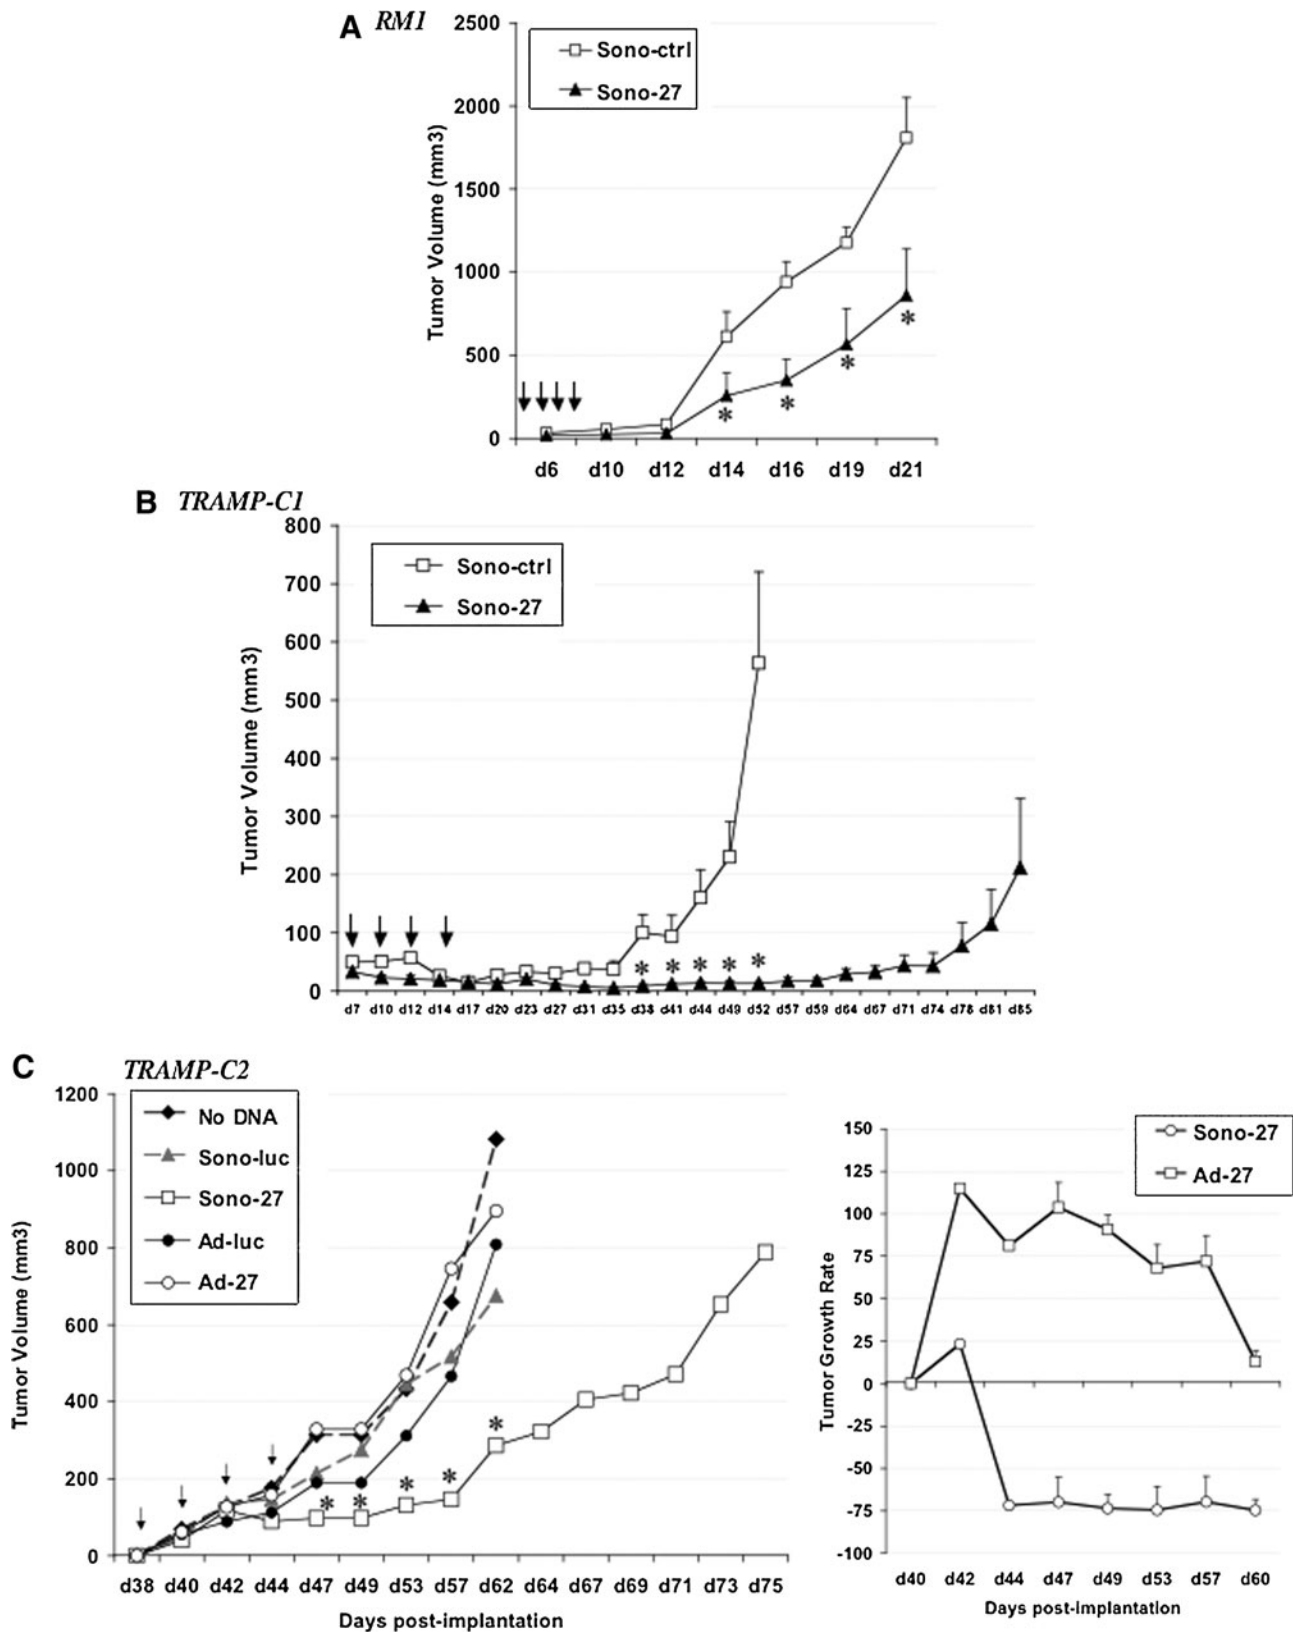 A RM1
2500
2000
1500
1000
500
0
Tumor Volume (mm3)
Sono-ctrl
Sono-27
*
*
*
*
d6 d10 d12 d14 d16 d19 d21
B TRAMP-C1
800
700
600
500
400
300
200
100
0
Tumor Volume (mm3)
Sono-ctrl
Sono-27
* * * * *
d7 d10 d12 d14 d17 d20 d23 d27 d31 d35 d38 d41 d44 d49 d52 d57 d59 d64 d67 d71 d74 d78 d81 d85
C TRAMP-C2
1200
1000
800
600
400
200
0
Tumor Volume (mm3)
No DNA
Sono-luc
Sono-27
Ad-luc
Ad-27
* * * * *
d38 d40 d42 d44 d47 d49 d53 d57 d62 d64 d67 d69 d71 d73 d75
Days post-implantation
150
125
100
75
50
25
0
-25
-50
-75
-100
Tumor Growth Rate
Sono-27
Ad-27
d40 d42 d44 d47 d49 d53 d57 d60
Days post-implantation